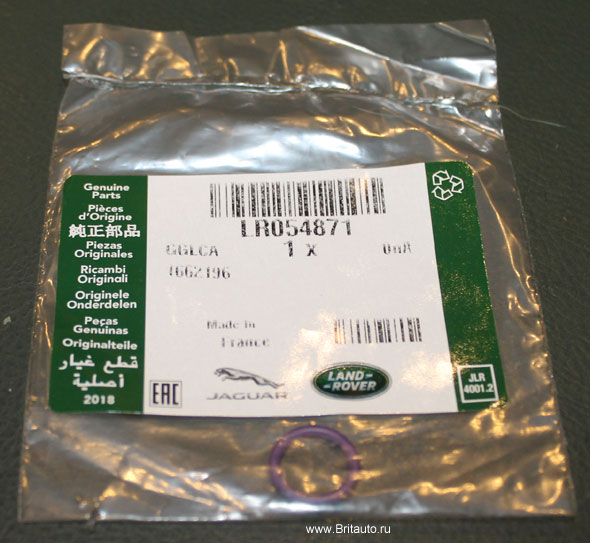 Genuine
Parts
Pièces
d'Origine
純正部品
Piezas
Originales
Ricambi
Originali
Originele
Onderdelen
Peças
Genuínas
Originalteile
قطع غيار
أصلية
2018
LR054871
1 X
GGLCA
1662196
Made in
France
EAC
JAGUAR
LAND-
-ROVER
JLR
4001.2
www.Britauto.ru